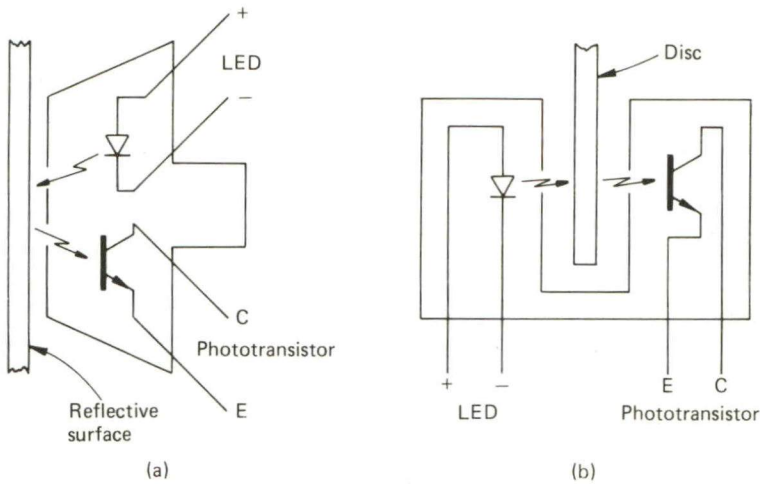 +
LED
−
C
Phototransistor
E
Reflective
surface
(a)
Disc
+ −
LED
E C
Phototransistor
(b)